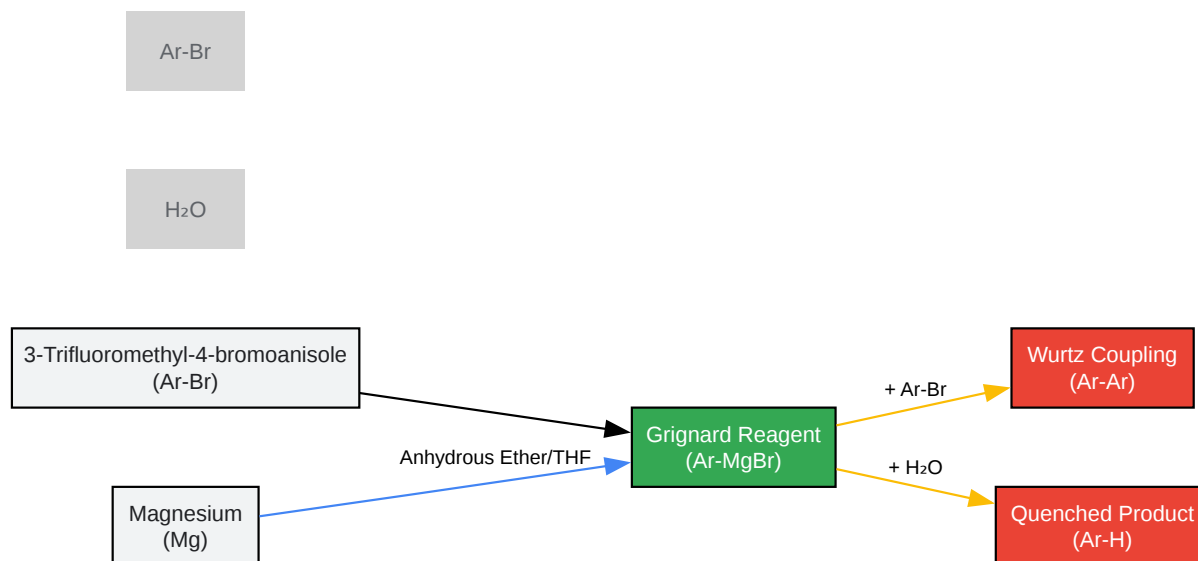 Ar-Br
H₂O
3-Trifluoromethyl-4-bromoanisole
(Ar-Br)
Magnesium
(Mg)
Anhydrous Ether/THF
Grignard Reagent
(Ar-MgBr)
+ Ar-Br
+ H₂O
Wurtz Coupling
(Ar-Ar)
Quenched Product
(Ar-H)